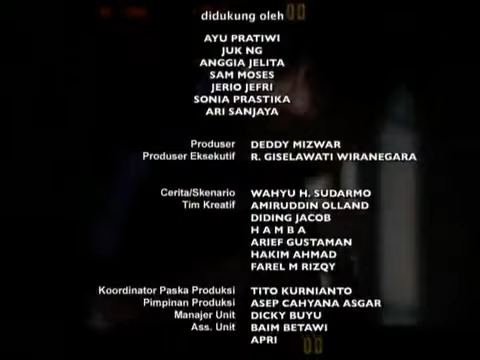 didukung oleh
AYU PRATIWI
JUK NG
ANGGIA JELITA
SAM MOSES
JERIO JEFRI
SONIA PRASTIKA
ARI SANJAYA
Produser DEDDY MIZWAR
Produser Eksekutif R. GISELAWATI WIRANEGARA
Cerita/Skenario WAHYU H. SUDARMO
Tim Kreatif AMIRUDDIN OLLAND
DIDING JACOB
H A M B A
ARIEF GUSTAMAN
HAKIM AHMAD
FAREL M RIZQY
Koordinator Paska Produksi TITO KURNIANTO
Pimpinan Produksi ASEP CAHYANA ASGAR
Manajer Unit DICKY BUYU
Ass. Unit BAIM BETAWI
APRI